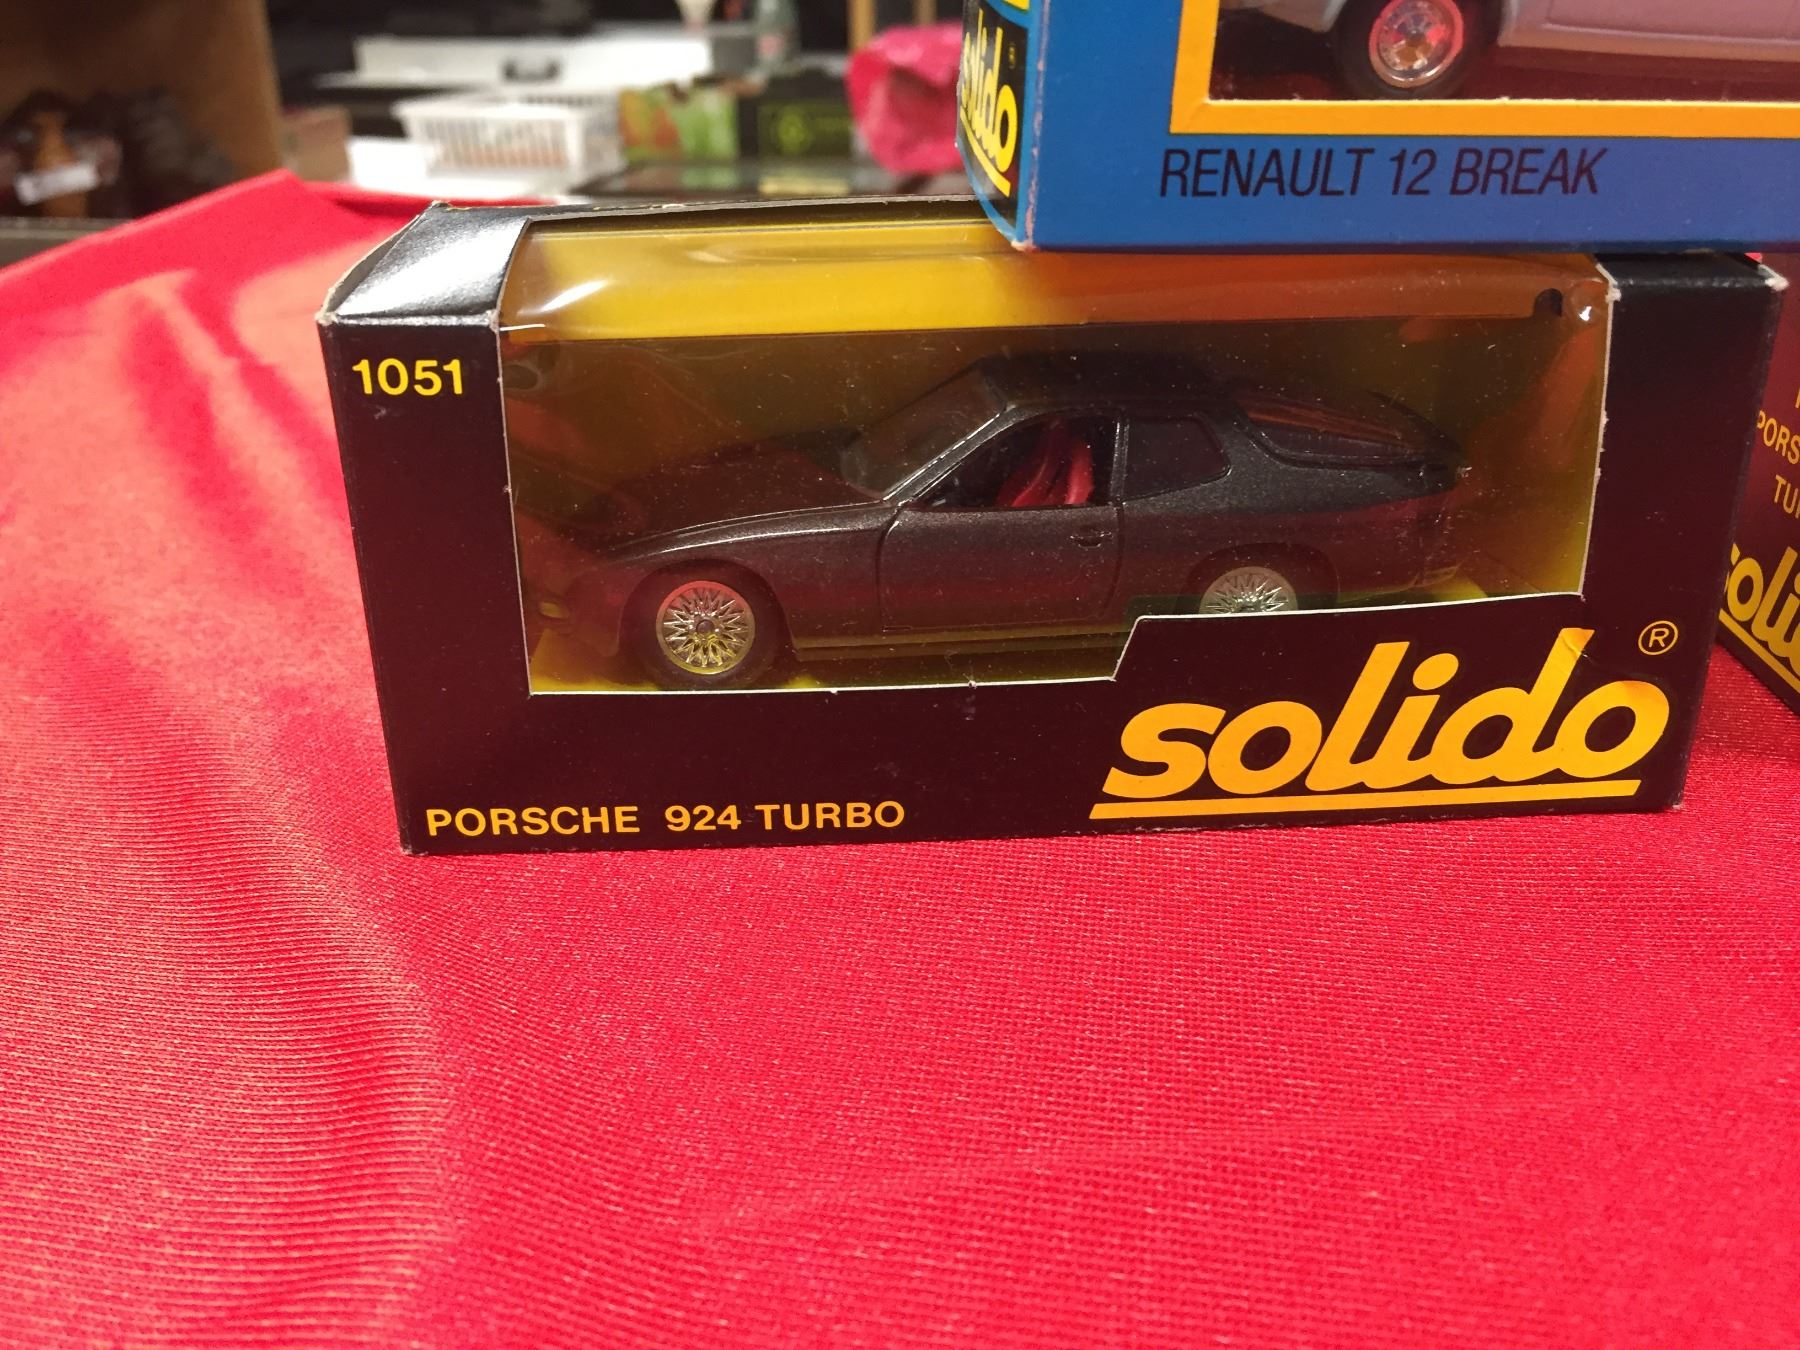 solido
RENAULT 12 BREAK
1051
PORSCHE 924 TURBO
solido ®